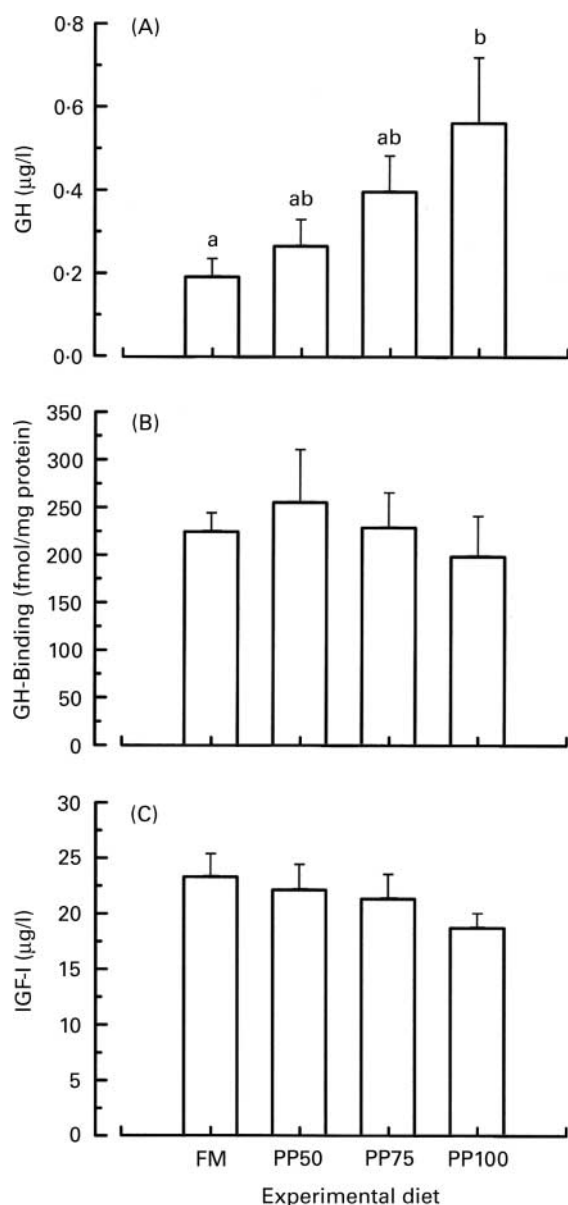 (A)
0·8
0·6
0·4
0·2
0·0
GH (μg/l)
a
ab
ab
b
(B)
350
300
250
200
150
100
50
0
GH-Binding (fmol/mg protein)
(C)
30
25
20
15
10
5
0
IGF-I (μg/l)
FM PP50 PP75 PP100
Experimental diet